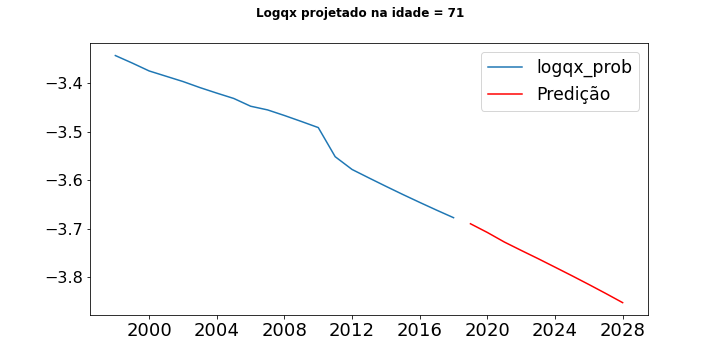 Logqx projetado na idade = 71
logqx_prob
Predição
−3.4
−3.5
−3.6
−3.7
−3.8
2000 2004 2008 2012 2016 2020 2024 2028